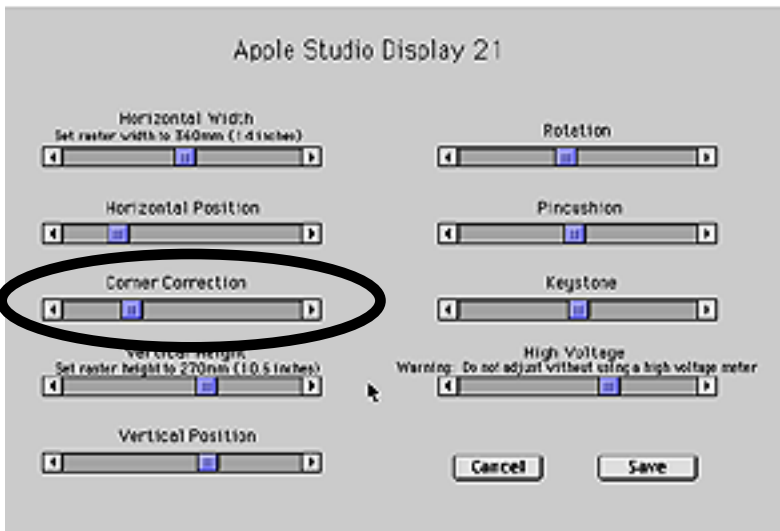 Apple Studio Display 21
Horizontal Width
Set raster width to 360mm (14 inches)
Horizontal Position
Corner Correction
Vertical Height
Set raster height to 270mm (10.5 inches)
Vertical Position
Rotation
Pincushion
Keystone
High Voltage
Warning: Do not adjust without using a high voltage meter
Cancel
Save